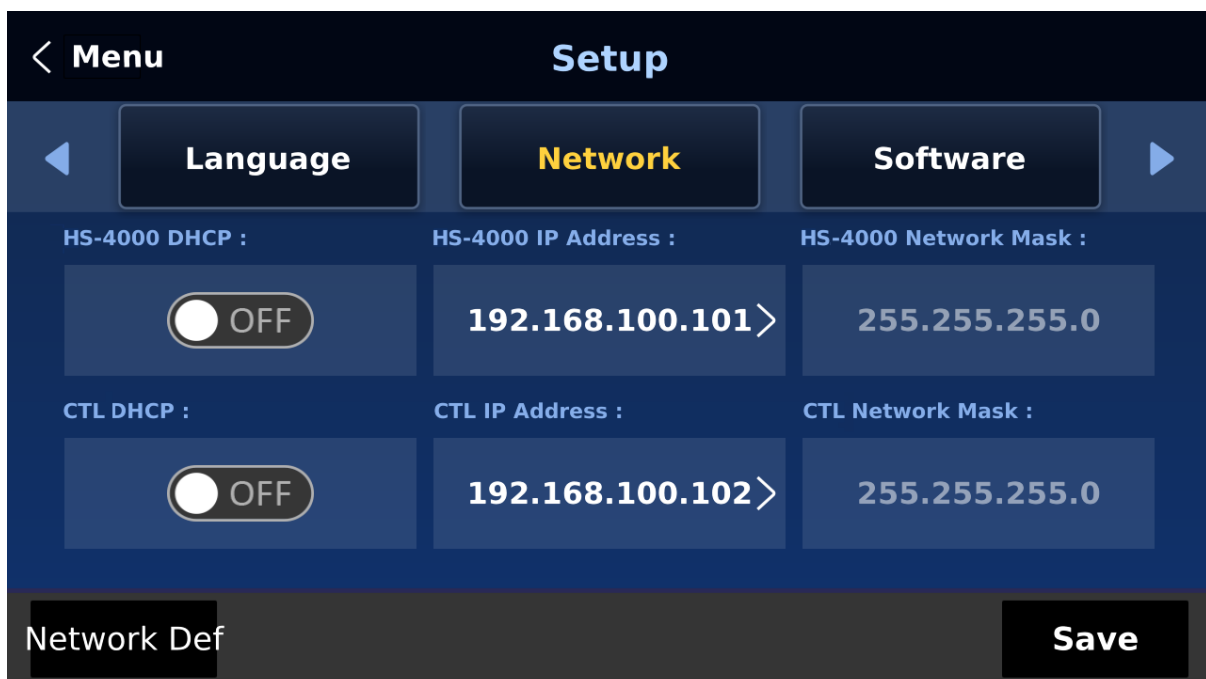 Menu
Setup
Language
Network
Software
HS-4000 DHCP :
HS-4000 IP Address :
HS-4000 Network Mask :
OFF
192.168.100.101
255.255.255.0
CTL DHCP :
CTL IP Address :
CTL Network Mask :
OFF
192.168.100.102
255.255.255.0
Network Def
Save